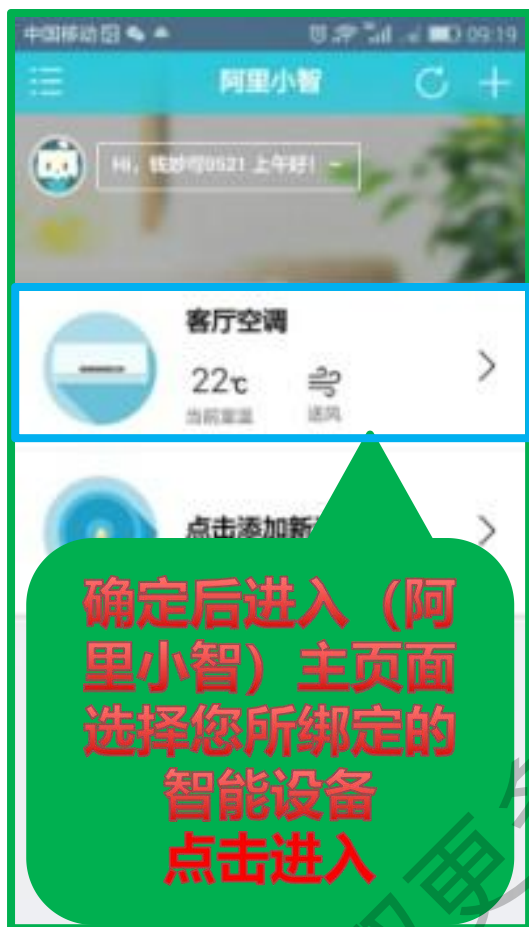 中国移动 09:19
阿里小智
Hi，钱妙可0521 上午好！ ~
客厅空调
22℃
当前室温 送风
点击添加新
确定后进入（阿
里小智）主页面
选择您所绑定的
智能设备
点击进入